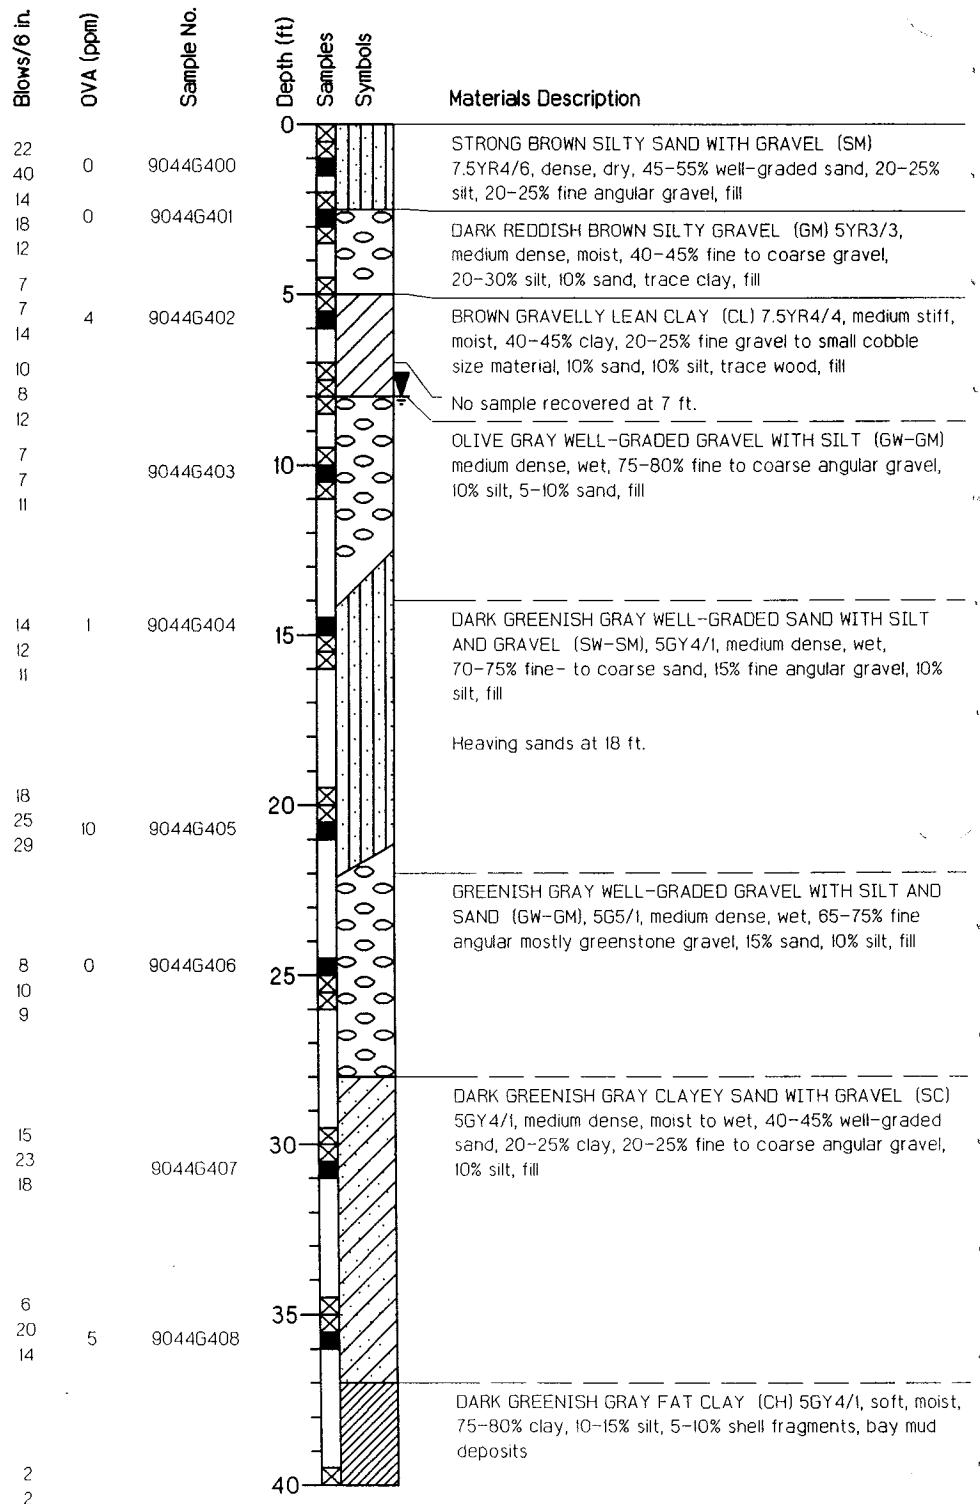 Blows/6 in.
OVA (ppm)
Sample No.
Depth (ft)
Samples
Symbols
Materials Description
0
STRONG BROWN SILTY SAND WITH GRAVEL (SM)
22
40 0 9044G400 7.5YR4/6, dense, dry, 45-55% well-graded sand, 20-25%
silt, 20-25% fine angular gravel, fill
14
18 0 9044G401
12
DARK REDDISH BROWN SILTY GRAVEL (GM) 5YR3/3,
medium dense, moist, 40-45% fine to coarse gravel,
20-30% silt, 10% sand, trace clay, fill
7
5
7
14 4 9044G402
BROWN GRAVELLY LEAN CLAY (CL) 7.5YR4/4, medium stiff,
moist, 40-45% clay, 20-25% fine gravel to small cobble
size material, 10% sand, 10% silt, trace wood, fill
10
8
12
No sample recovered at 7 ft.
OLIVE GRAY WELL-GRADED GRAVEL WITH SILT (GW-GM)
medium dense, wet, 75-80% fine to coarse angular gravel,
10% silt, 5-10% sand, fill
7
7 9044G403 10
11
14 1 9044G404 15
12
11
DARK GREENISH GRAY WELL-GRADED SAND WITH SILT
AND GRAVEL (SW-SM), 5GY4/1, medium dense, wet,
70-75% fine- to coarse sand, 15% fine angular gravel, 10%
silt, fill
Heaving sands at 18 ft.
18
20
25
29 10 9044G405
GREENISH GRAY WELL-GRADED GRAVEL WITH SILT AND
SAND (GW-GM), 5G5/1, medium dense, wet, 65-75% fine
angular mostly greenstone gravel, 15% sand, 10% silt, fill
8 0 9044G406 25
10
9
DARK GREENISH GRAY CLAYEY SAND WITH GRAVEL (SC)
5GY4/1, medium dense, moist to wet, 40-45% well-graded
sand, 20-25% clay, 20-25% fine to coarse angular gravel,
10% silt, fill
15
30
23
18 9044G407
6
35
20
14 5 9044G408
DARK GREENISH GRAY FAT CLAY (CH) 5GY4/1, soft, moist,
75-80% clay, 10-15% silt, 5-10% shell fragments, bay mud
deposits
2
40
2